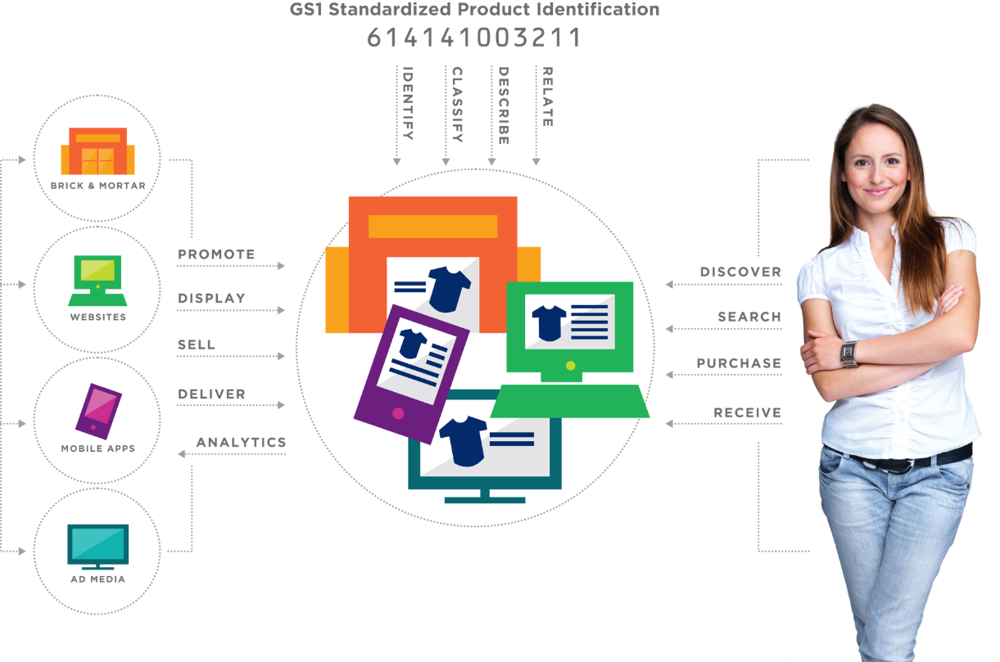 GS1 Standardized Product Identification
614141003211
IDENTIFY
CLASSIFY
DESCRIBE
RELATE
BRICK & MORTAR
WEBSITES
MOBILE APPS
AD MEDIA
PROMOTE
DISPLAY
SELL
DELIVER
ANALYTICS
DISCOVER
SEARCH
PURCHASE
RECEIVE